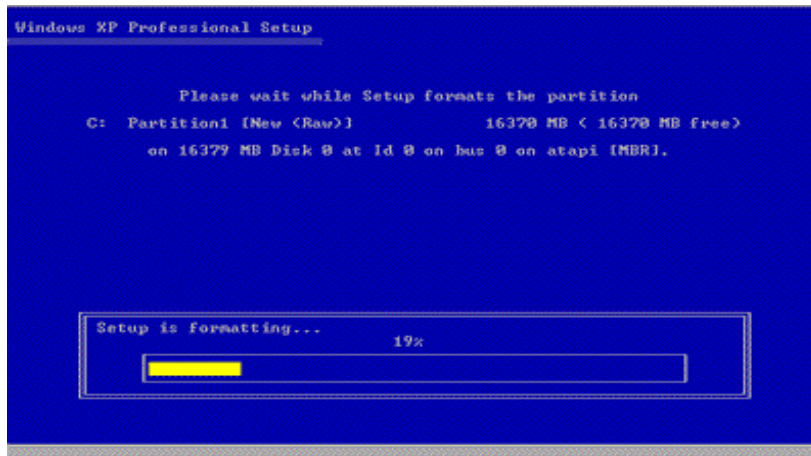 Windows XP Professional Setup
Please wait while Setup formats the partition
C: Partition1 [New (Raw)] 16370 MB ( 16370 MB free)
on 16379 MB Disk 0 at Id 0 on bus 0 on atapi [MBR].
Setup is formatting...
19%